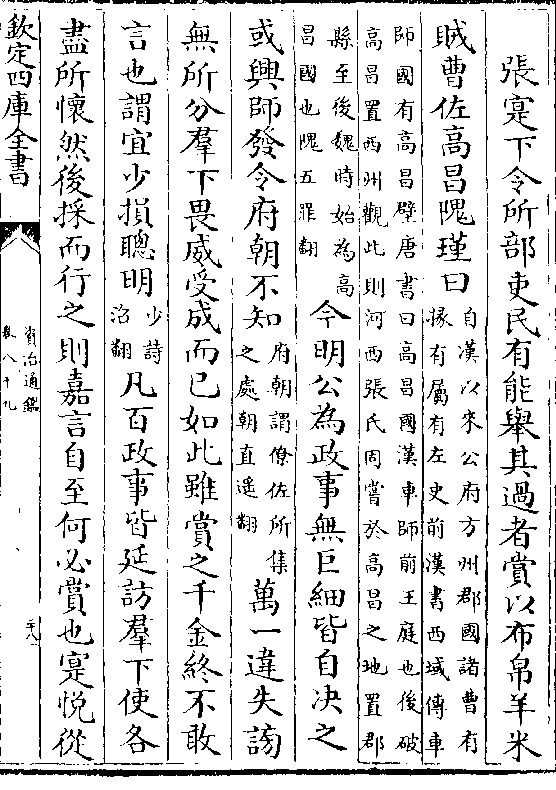 張寔下令所部吏民有能舉其過者賞以布帛羊米
賊曹佐高昌隗瑾曰
自漢以來公府方州郡國諸曹有
掾有屬有左史前漢書西域傳車
師國有高昌壁唐書曰高昌國漢車師前王庭也後破
高昌置西州觀此則河西張氏固嘗於高昌之地置郡
縣至後魏時始為高
昌國也隗五罪翻
今明公為政事無巨細皆自決之
或興師發令府朝不知
府朝謂僚佐所集
之處朝直遥翻
萬一違失謗
無所分羣下畏威受成而已如此雖賞之千金終不敢
言也謂宜少損聰明
少詩
沼翻
凡百政事皆延訪羣下使各
盡所懷然後採而行之則嘉言自至何必賞也寔悦從
欽定四庫全書
資治通鑑
卷八十九